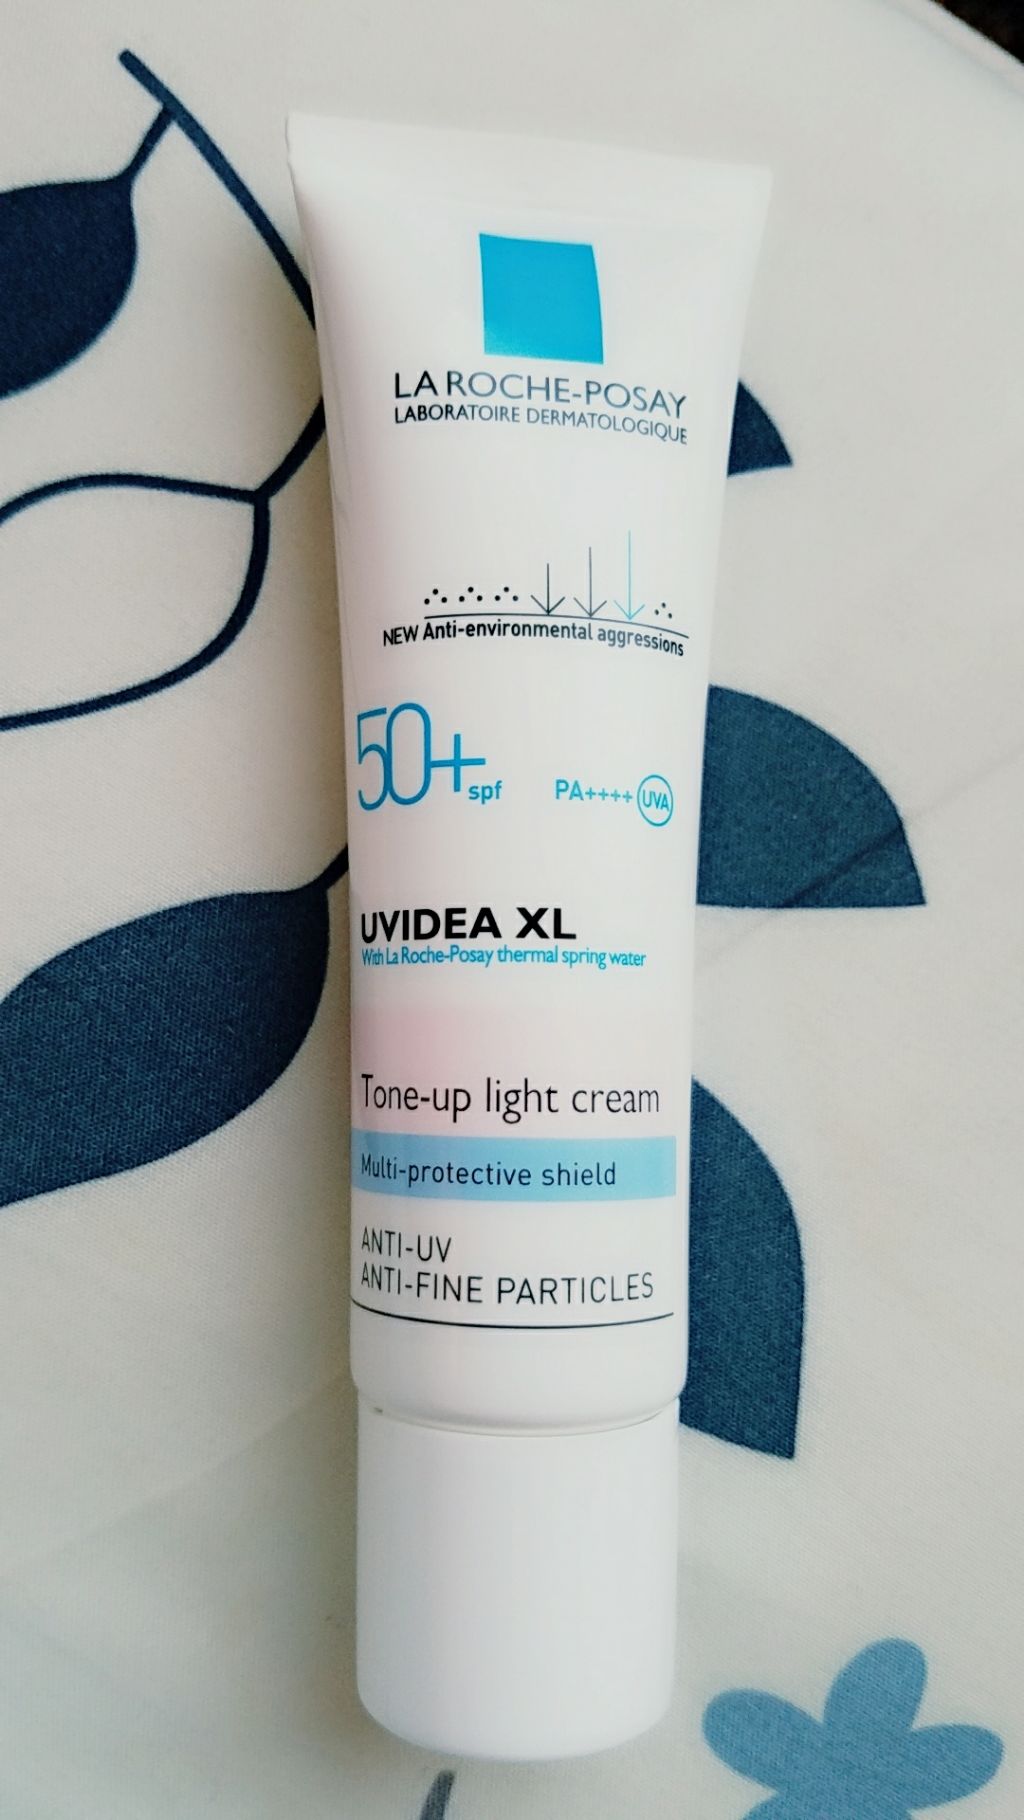 LA ROCHE-POSAY
LABORATOIRE DERMATOLOGIQUE
NEW Anti-environmental aggressions
50+ spf
PA++++ UVA
UVIDEA XL
With La Roche-Posay thermal spring water
Tone-up light cream
Multi-protective shield
ANTI-UV
ANTI-FINE PARTICLES